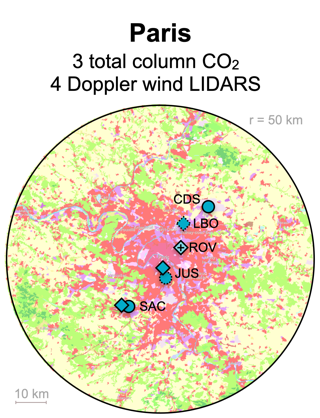 Paris
3 total column CO₂
4 Doppler wind LIDARS
r = 50 km
CDS
LBO
ROV
JUS
SAC
10 km